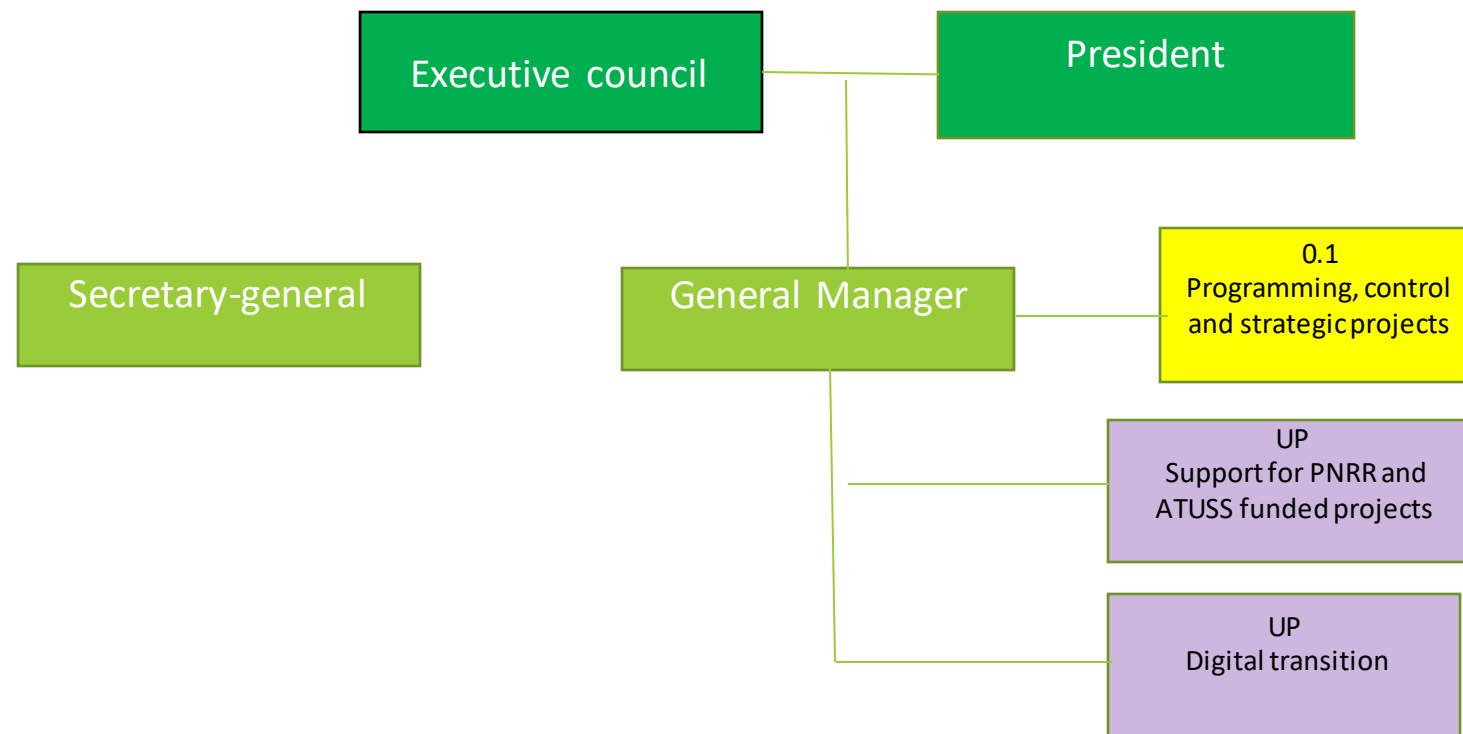 Executive council
President
Secretary-general
General Manager
0.1
Programming, control
and strategic projects
UP
Support for PNRR and
ATUSS funded projects
UP
Digital transition